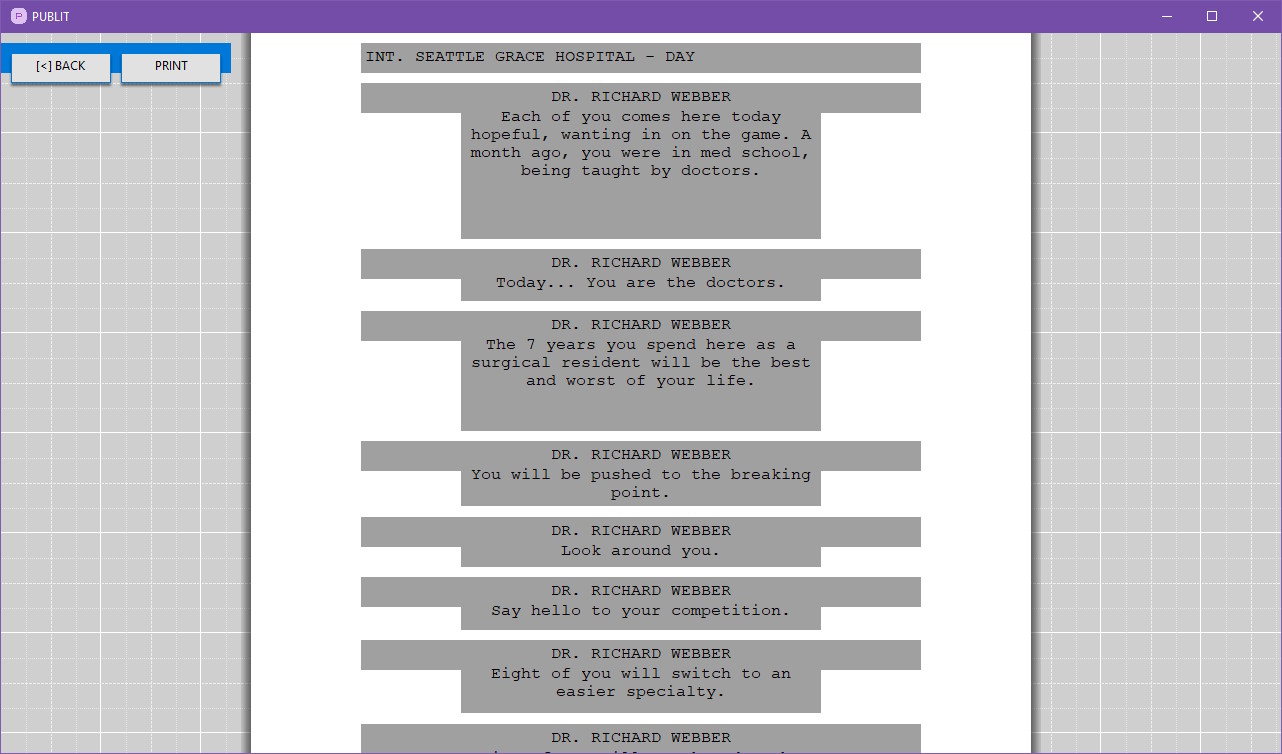 PUBLIT
[<] BACK
PRINT
INT. SEATTLE GRACE HOSPITAL - DAY
DR. RICHARD WEBBER
Each of you comes here today
hopeful, wanting in on the game. A
month ago, you were in med school,
being taught by doctors.
DR. RICHARD WEBBER
Today... You are the doctors.
DR. RICHARD WEBBER
The 7 years you spend here as a
surgical resident will be the best
and worst of your life.
DR. RICHARD WEBBER
You will be pushed to the breaking
point.
DR. RICHARD WEBBER
Look around you.
DR. RICHARD WEBBER
Say hello to your competition.
DR. RICHARD WEBBER
Eight of you will switch to an
easier specialty.
DR. RICHARD WEBBER